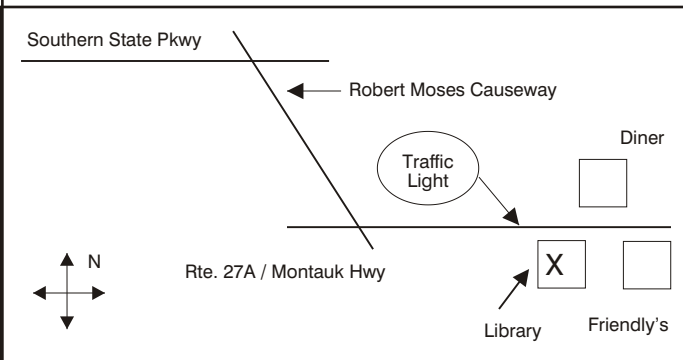 Southern State Pkwy
Robert Moses Causeway
Diner
Traffic
Light
N
Rte. 27A / Montauk Hwy
X
Library
Friendly's